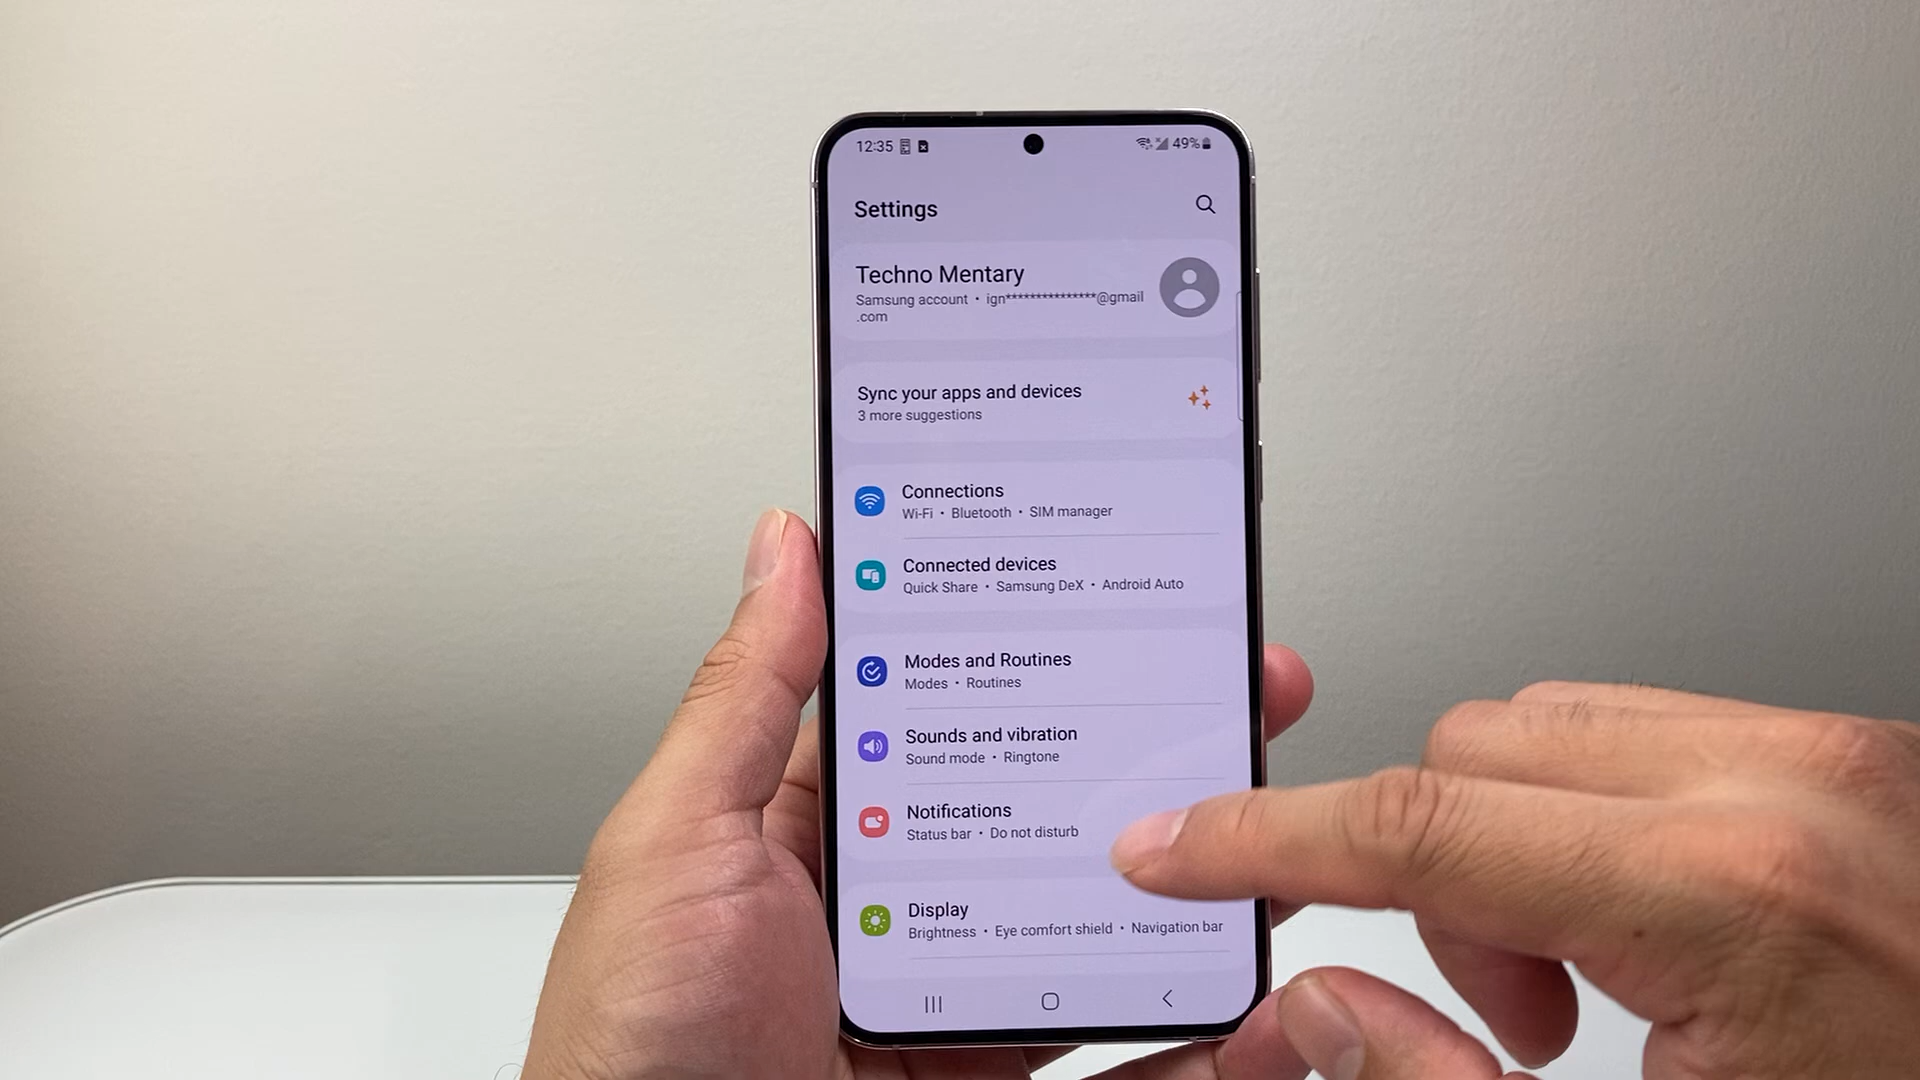 12:35
49%
Settings
Techno Mentary
Samsung account • ign***************@gmail
.com
Sync your apps and devices
3 more suggestions
Connections
Wi-Fi • Bluetooth • SIM manager
Connected devices
Quick Share • Samsung DeX • Android Auto
Modes and Routines
Modes • Routines
Sounds and vibration
Sound mode • Ringtone
Notifications
Status bar • Do not disturb
Display
Brightness • Eye comfort shield • Navigation bar